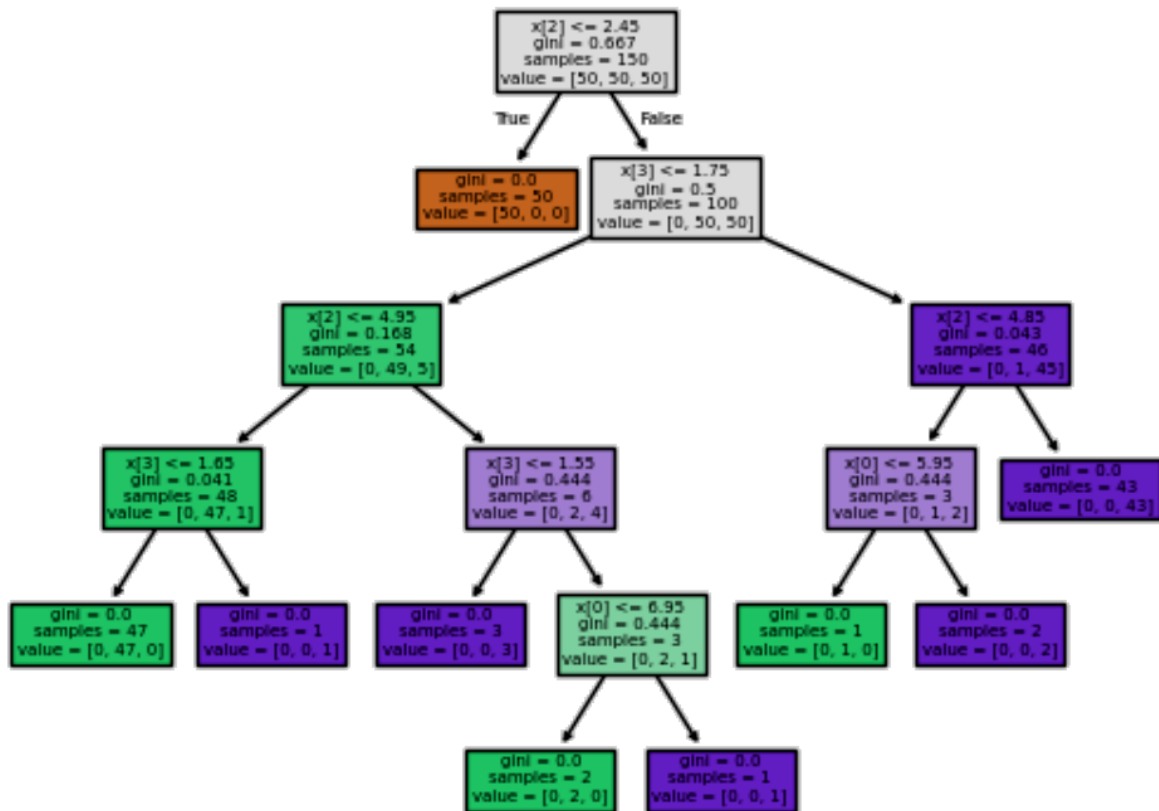 x[2] <= 2.45
gini = 0.667
samples = 150
value = [50, 50, 50]
True
False
gini = 0.0
samples = 50
value = [50, 0, 0]
x[3] <= 1.75
gini = 0.5
samples = 100
value = [0, 50, 50]
x[2] <= 4.95
gini = 0.168
samples = 54
value = [0, 49, 5]
x[2] <= 4.85
gini = 0.043
samples = 46
value = [0, 1, 45]
x[3] <= 1.65
gini = 0.041
samples = 48
value = [0, 47, 1]
x[3] <= 1.55
gini = 0.444
samples = 6
value = [0, 2, 4]
x[0] <= 5.95
gini = 0.444
samples = 3
value = [0, 1, 2]
gini = 0.0
samples = 43
value = [0, 0, 43]
gini = 0.0
samples = 47
value = [0, 47, 0]
gini = 0.0
samples = 1
value = [0, 0, 1]
gini = 0.0
samples = 3
value = [0, 0, 3]
x[0] <= 6.95
gini = 0.444
samples = 3
value = [0, 2, 1]
gini = 0.0
samples = 1
value = [0, 1, 0]
gini = 0.0
samples = 2
value = [0, 0, 2]
gini = 0.0
samples = 2
value = [0, 2, 0]
gini = 0.0
samples = 1
value = [0, 0, 1]